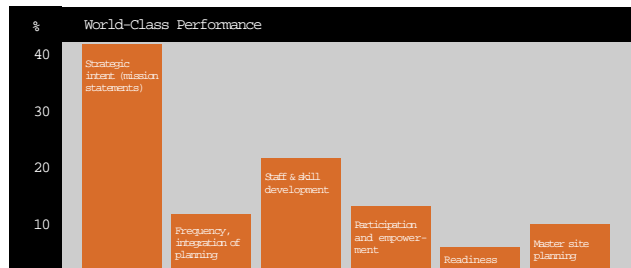 % World-Class Performance
40
30
20
10
Strategic
intent (mission
statements)
Frequency,
integration of
planning
Staff & skill
development
Participation
and empower-
ment
Readiness
Master site
planning